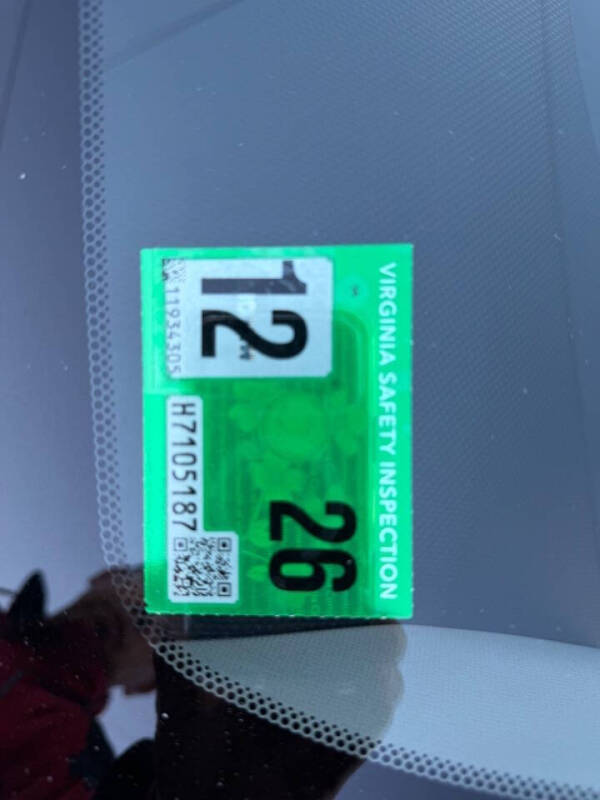 VIRGINIA SAFETY INSPECTION
12
26
11934305
H7105187